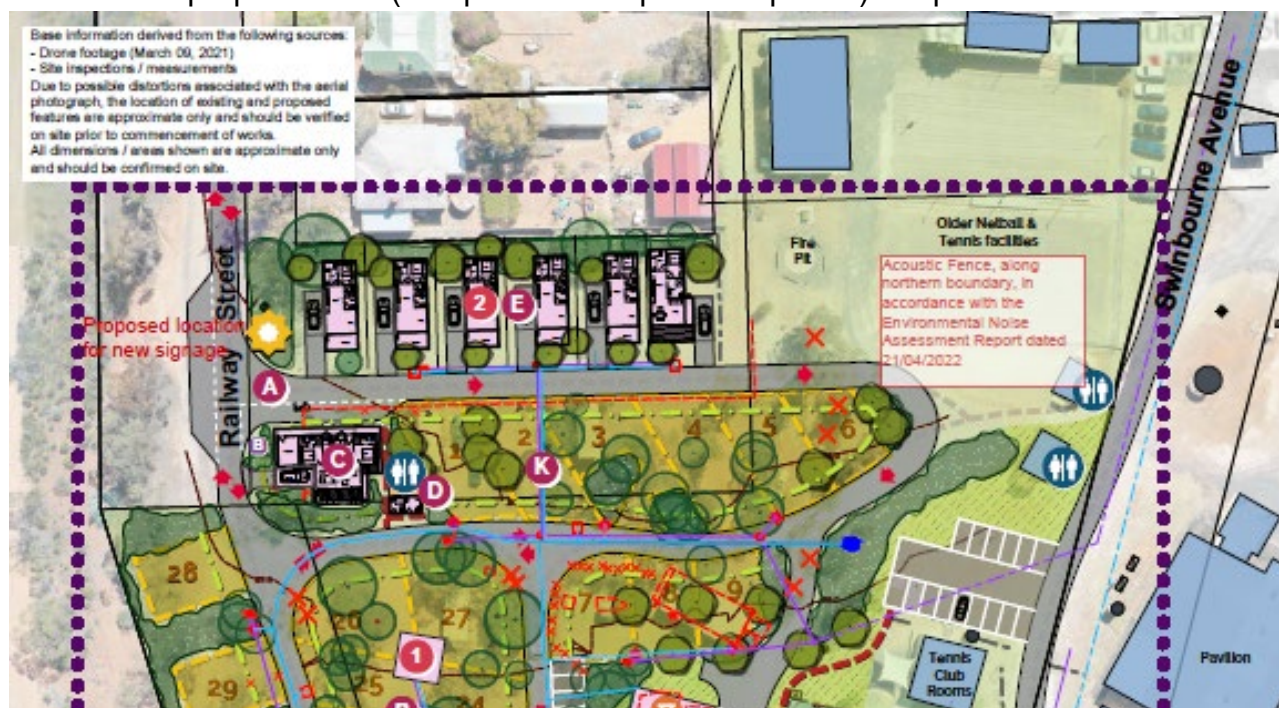 Base information derived from the following sources:
- Drone footage (March 09, 2021)
- Site inspections / measurements
Due to possible distortions associated with the aerial
photograph, the location of existing and proposed
features are approximate only and should be verified
on site prior to commencement of works.
All dimensions / areas shown are approximate only
and should be confirmed on site.
Swinbourne Avenue
Older Netball &
Tennis facilities
Fire
Pit
Acoustic Fence, along
northern boundary, in
accordance with the
Environmental Noise
Assessment Report dated
21/04/2022
Proposed location
for new signage
Railway Street
2
E
A
B
C
D
K
1
2
3
4
5
6
28
26
27
7
8
9
1
25
24
29
Tennis
Club
Rooms
Pavilion